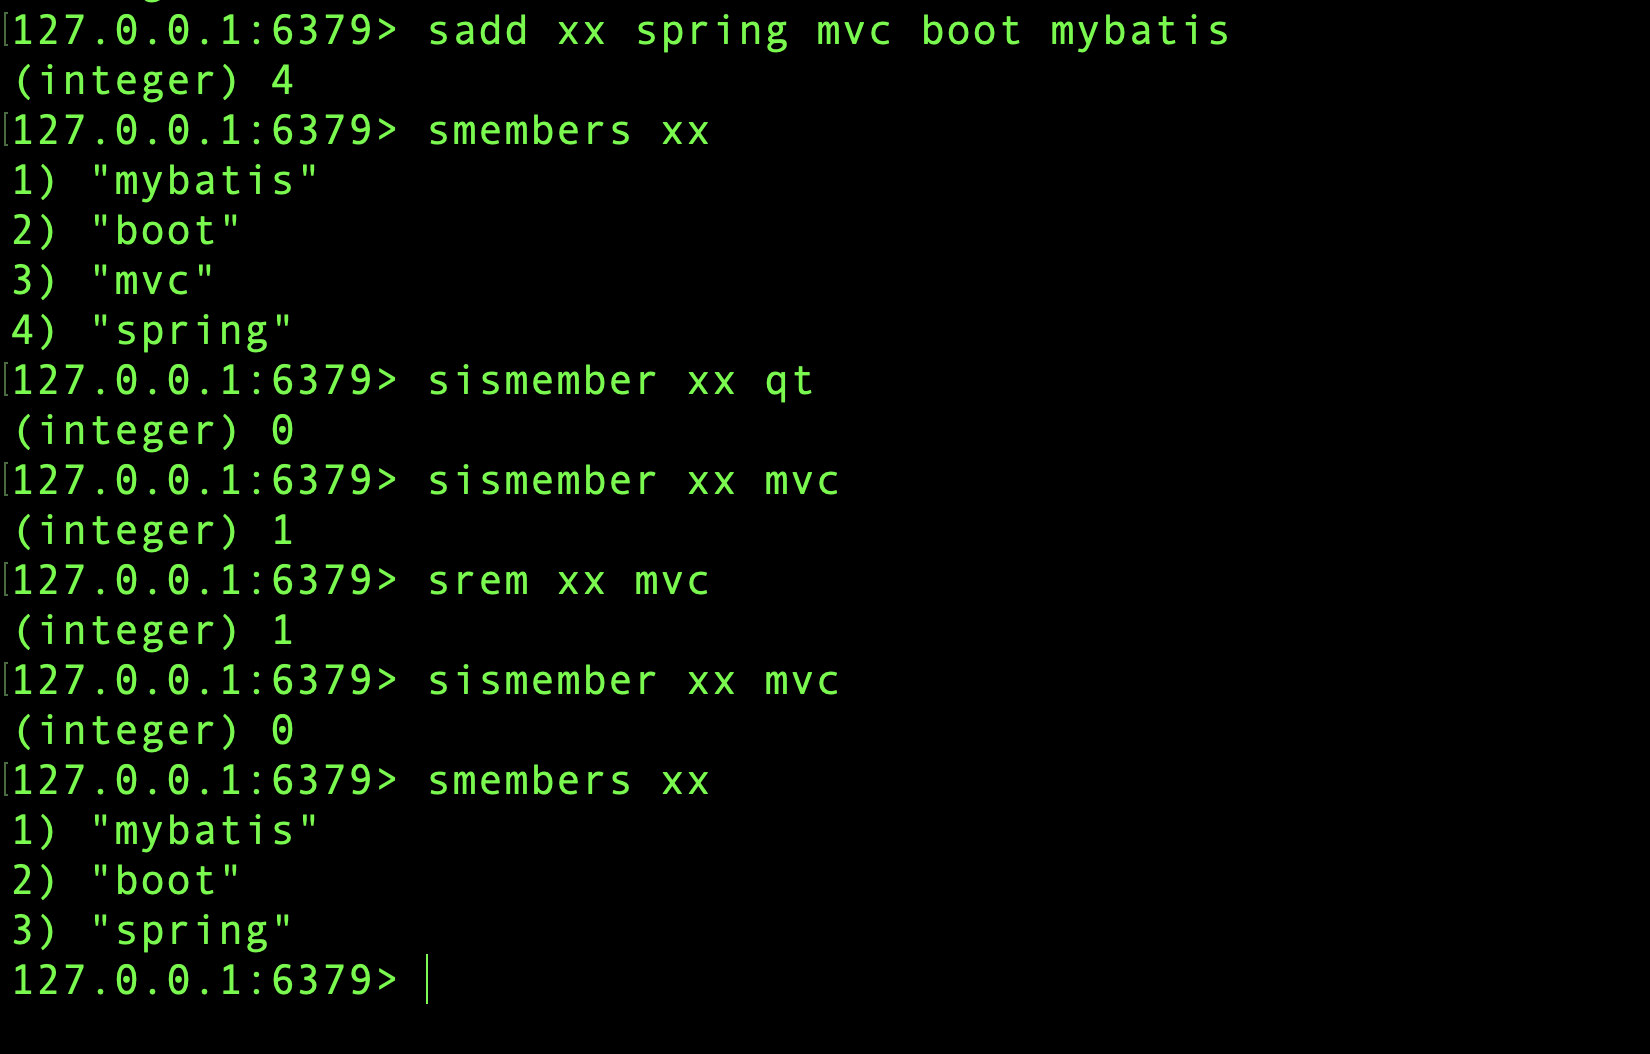 [127.0.0.1:6379> sadd xx spring mvc boot mybatis
(integer) 4
[127.0.0.1:6379> smembers xx
1) "mybatis"
2) "boot"
3) "mvc"
4) "spring"
[127.0.0.1:6379> sismember xx qt
(integer) 0
[127.0.0.1:6379> sismember xx mvc
(integer) 1
[127.0.0.1:6379> srem xx mvc
(integer) 1
[127.0.0.1:6379> sismember xx mvc
(integer) 0
[127.0.0.1:6379> smembers xx
1) "mybatis"
2) "boot"
3) "spring"
127.0.0.1:6379>